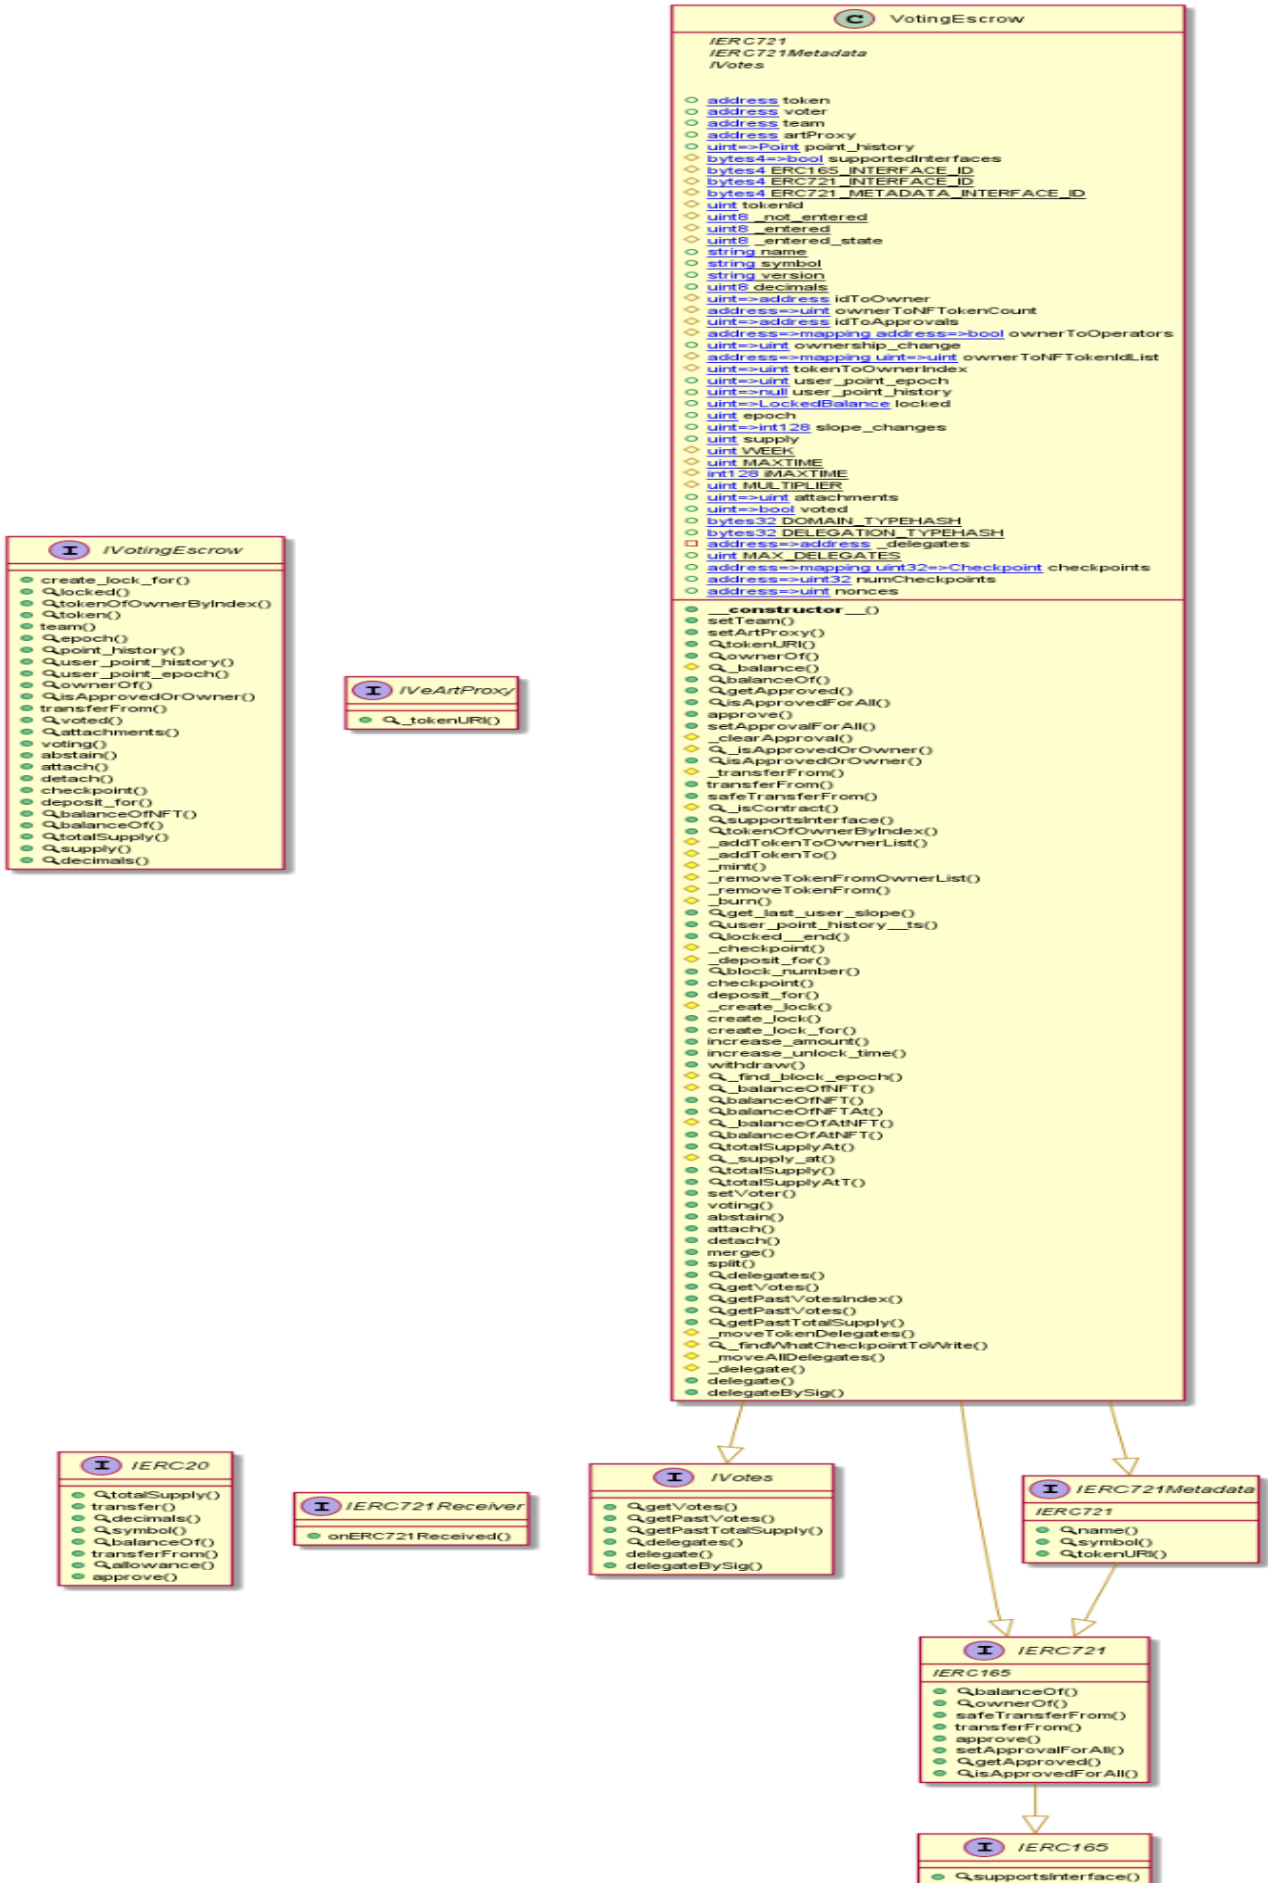 VotingEscrow
IERC721
IERC721Metadata
IVotes
address token
address voter
address team
address artProxy
uint=>Point point_history
bytes4=>bool supportedInterfaces
bytes4 ERC165_INTERFACE_ID
bytes4 ERC721_INTERFACE_ID
bytes4 ERC721_METADATA_INTERFACE_ID
uint tokenId
uint8 _not_entered
uint8 _entered
uint8 _entered_state
string name
string symbol
string version
uint8 decimals
uint=>address idToOwner
address=>uint ownerToNFTokenCount
uint=>address idToApprovals
address=>mapping address=>bool ownerToOperators
uint=>uint ownership_change
address=>mapping uint=>uint ownerToNFTokenIdList
uint=>uint tokenToOwnerIndex
uint=>uint user_point_epoch
uint=>null user_point_history
uint=>LockedBalance locked
uint epoch
uint=>int128 slope_changes
uint supply
uint WEEK
uint MAXTIME
int128 iMAXTIME
uint MULTIPLIER
uint=>uint attachments
uint=>bool voted
bytes32 DOMAIN_TYPEHASH
bytes32 DELEGATION_TYPEHASH
address=>address _delegates
uint MAX_DELEGATES
address=>mapping uint32=>Checkpoint checkpoints
address=>uint32 numCheckpoints
address=>uint nonces
__constructor__()
setTeam()
setArtProxy()
tokenURI()
ownerOf()
_balance()
balanceOf()
getApproved()
isApprovedForAll()
approve()
setApprovalForAll()
_clearApproval()
_isApprovedOrOwner()
isApprovedOrOwner()
_transferFrom()
transferFrom()
safeTransferFrom()
_isContract()
supportsInterface()
tokenOfOwnerByIndex()
_addTokenToOwnerList()
_addTokenTo()
_mint()
_removeTokenFromOwnerList()
_removeTokenFrom()
_burn()
get_last_user_slope()
user_point_history__ts()
locked__end()
_checkpoint()
_deposit_for()
block_number()
checkpoint()
deposit_for()
_create_lock()
create_lock()
create_lock_for()
increase_amount()
increase_unlock_time()
withdraw()
_find_block_epoch()
_balanceOfNFT()
balanceOfNFT()
balanceOfNFTAt()
_balanceOfAtNFT()
balanceOfAtNFT()
totalSupplyAt()
_supply_at()
totalSupply()
totalSupplyAtT()
setVoter()
voting()
abstain()
attach()
detach()
merge()
split()
delegates()
getVotes()
getPastVotesIndex()
getPastVotes()
getPastTotalSupply()
_moveTokenDelegates()
_findWhatCheckpointToWrite()
_moveAllDelegates()
_delegate()
delegate()
delegateBySig()
IVotingEscrow
create_lock_for()
locked()
tokenOfOwnerByIndex()
token()
team()
epoch()
point_history()
user_point_history()
user_point_epoch()
ownerOf()
isApprovedOrOwner()
transferFrom()
voted()
attachments()
voting()
abstain()
attach()
detach()
checkpoint()
deposit_for()
balanceOfNFT()
balanceOf()
totalSupply()
supply()
decimals()
IVeArtProxy
_tokenURI()
IERC20
totalSupply()
transfer()
decimals()
symbol()
balanceOf()
transferFrom()
allowance()
approve()
IERC721Receiver
onERC721Received()
IVotes
getVotes()
getPastVotes()
getPastTotalSupply()
delegates()
delegate()
delegateBySig()
IERC721Metadata
IERC721
name()
symbol()
tokenURI()
IERC721
IERC165
balanceOf()
ownerOf()
safeTransferFrom()
transferFrom()
approve()
setApprovalForAll()
getApproved()
isApprovedForAll()
IERC165
supportsInterface()